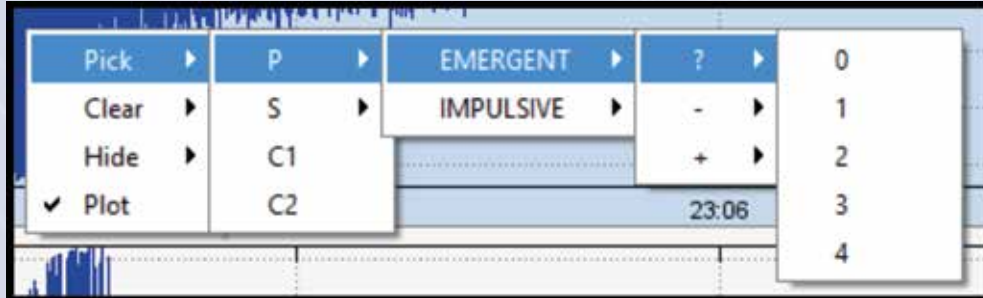 Pick
Clear
Hide
✔ Plot
P
S
C1
C2
EMERGENT
IMPULSIVE
?
-
+
0
1
2
3
4
23:06